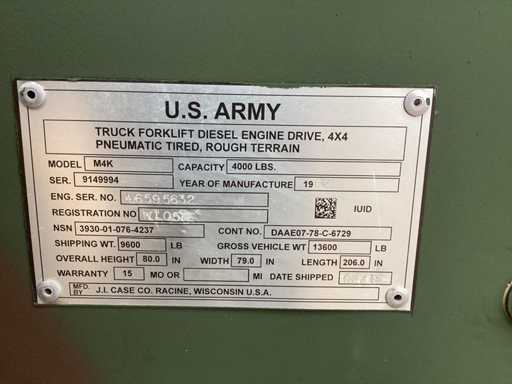 U.S. ARMY
TRUCK FORKLIFT DIESEL ENGINE DRIVE, 4X4
PNEUMATIC TIRED, ROUGH TERRAIN
MODEL M4K CAPACITY 4000 LBS.
SER. 9149994 YEAR OF MANUFACTURE 19
ENG. SERV NO. A6595632
REGISTRATION NO IUID
NSN 3930-01-076-4237 CONT NO. DAAE07-78-C-6729
SHIPPING WT. 9600 LB GROSS VEHICLE WT 13600 LB
OVERALL HEIGHT 80.0 IN WIDTH 79.0 IN LENGTH 206.0 IN
WARRANTY 15 MO OR MI DATE SHIPPED
MFD. BY J.I. CASE CO. RACINE, WISCONSIN U.S.A.